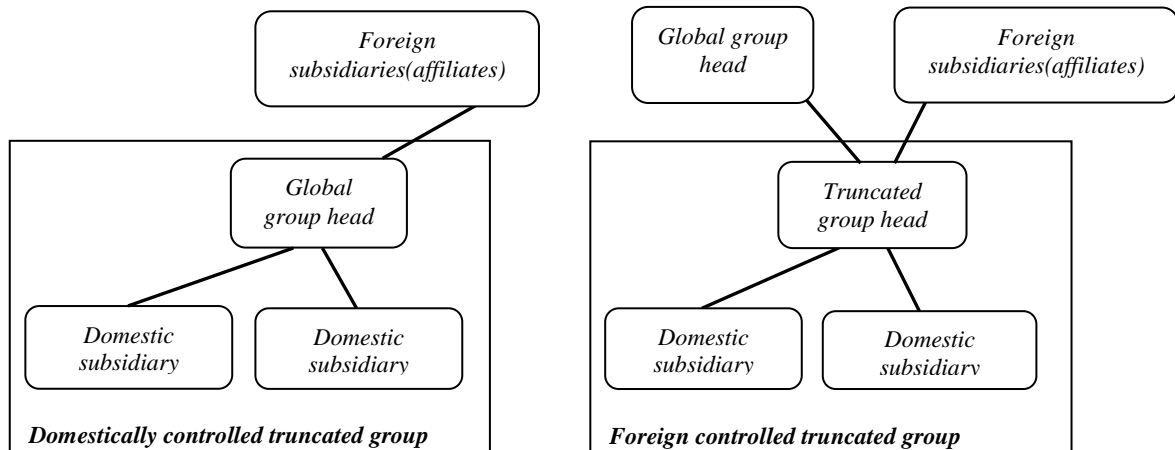 Foreign
subsidiaries(affiliates)
Global
group head
Domestic
subsidiary
Domestic
subsidiary
Domestically controlled truncated group
Global group
head
Foreign
subsidiaries(affiliates)
Truncated
group head
Domestic
subsidiary
Domestic
subsidiary
Foreign controlled truncated group